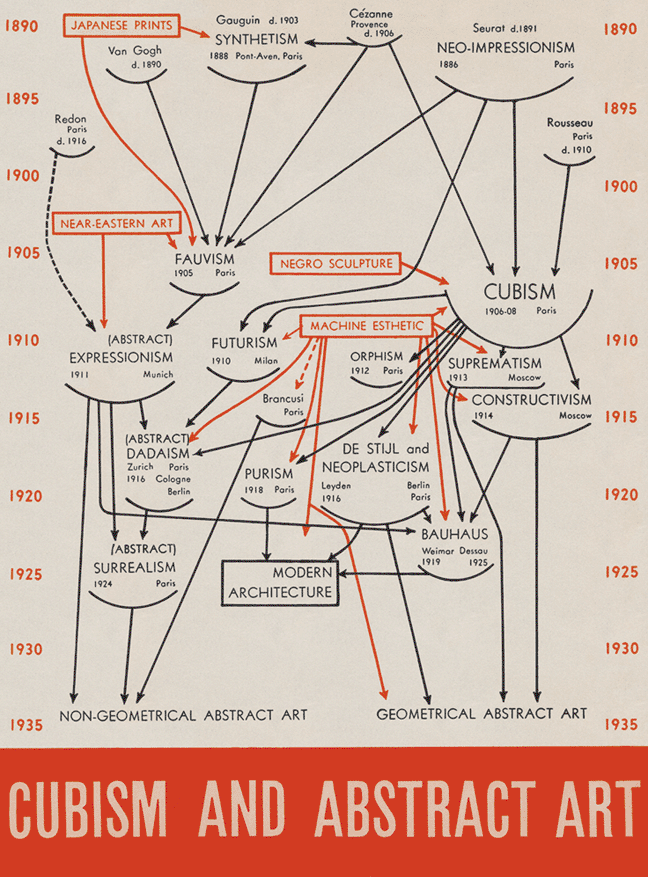 1890
JAPANESE PRINTS
Gauguin d. 1903
SYNTHETISM
1888 Pont-Aven, Paris
Cézanne
Provence
d. 1906
Seurat d.1891
NEO-IMPRESSIONISM
1886 Paris
1890
Van Gogh
d. 1890
1895
1895
Redon
Paris
d. 1916
Rousseau
Paris
d. 1910
1900
1900
NEAR-EASTERN ART
1905
FAUVISM
1905 Paris
NEGRO SCULPTURE
1905
CUBISM
1906-08 Paris
1910
(ABSTRACT)
EXPRESSIONISM
1911 Munich
FUTURISM
1910 Milan
MACHINE ESTHETIC
ORPHISM
1912 Paris
SUPREMATISM
1913 Moscow
1910
Brancusi
Paris
CONSTRUCTIVISM
1914 Moscow
1915
1915
(ABSTRACT)
DADAISM
Zurich Paris
1916 Cologne
Berlin
PURISM
1918 Paris
DE STIJL and
NEOPLASTICISM
Leyden Berlin
1916 Paris
1920
1920
BAUHAUS
Weimar Dessau
1919 1925
(ABSTRACT)
SURREALISM
1924 Paris
MODERN
ARCHITECTURE
1925
1925
1930
1930
1935
NON-GEOMETRICAL ABSTRACT ART
GEOMETRICAL ABSTRACT ART
1935
CUBISM AND ABSTRACT ART